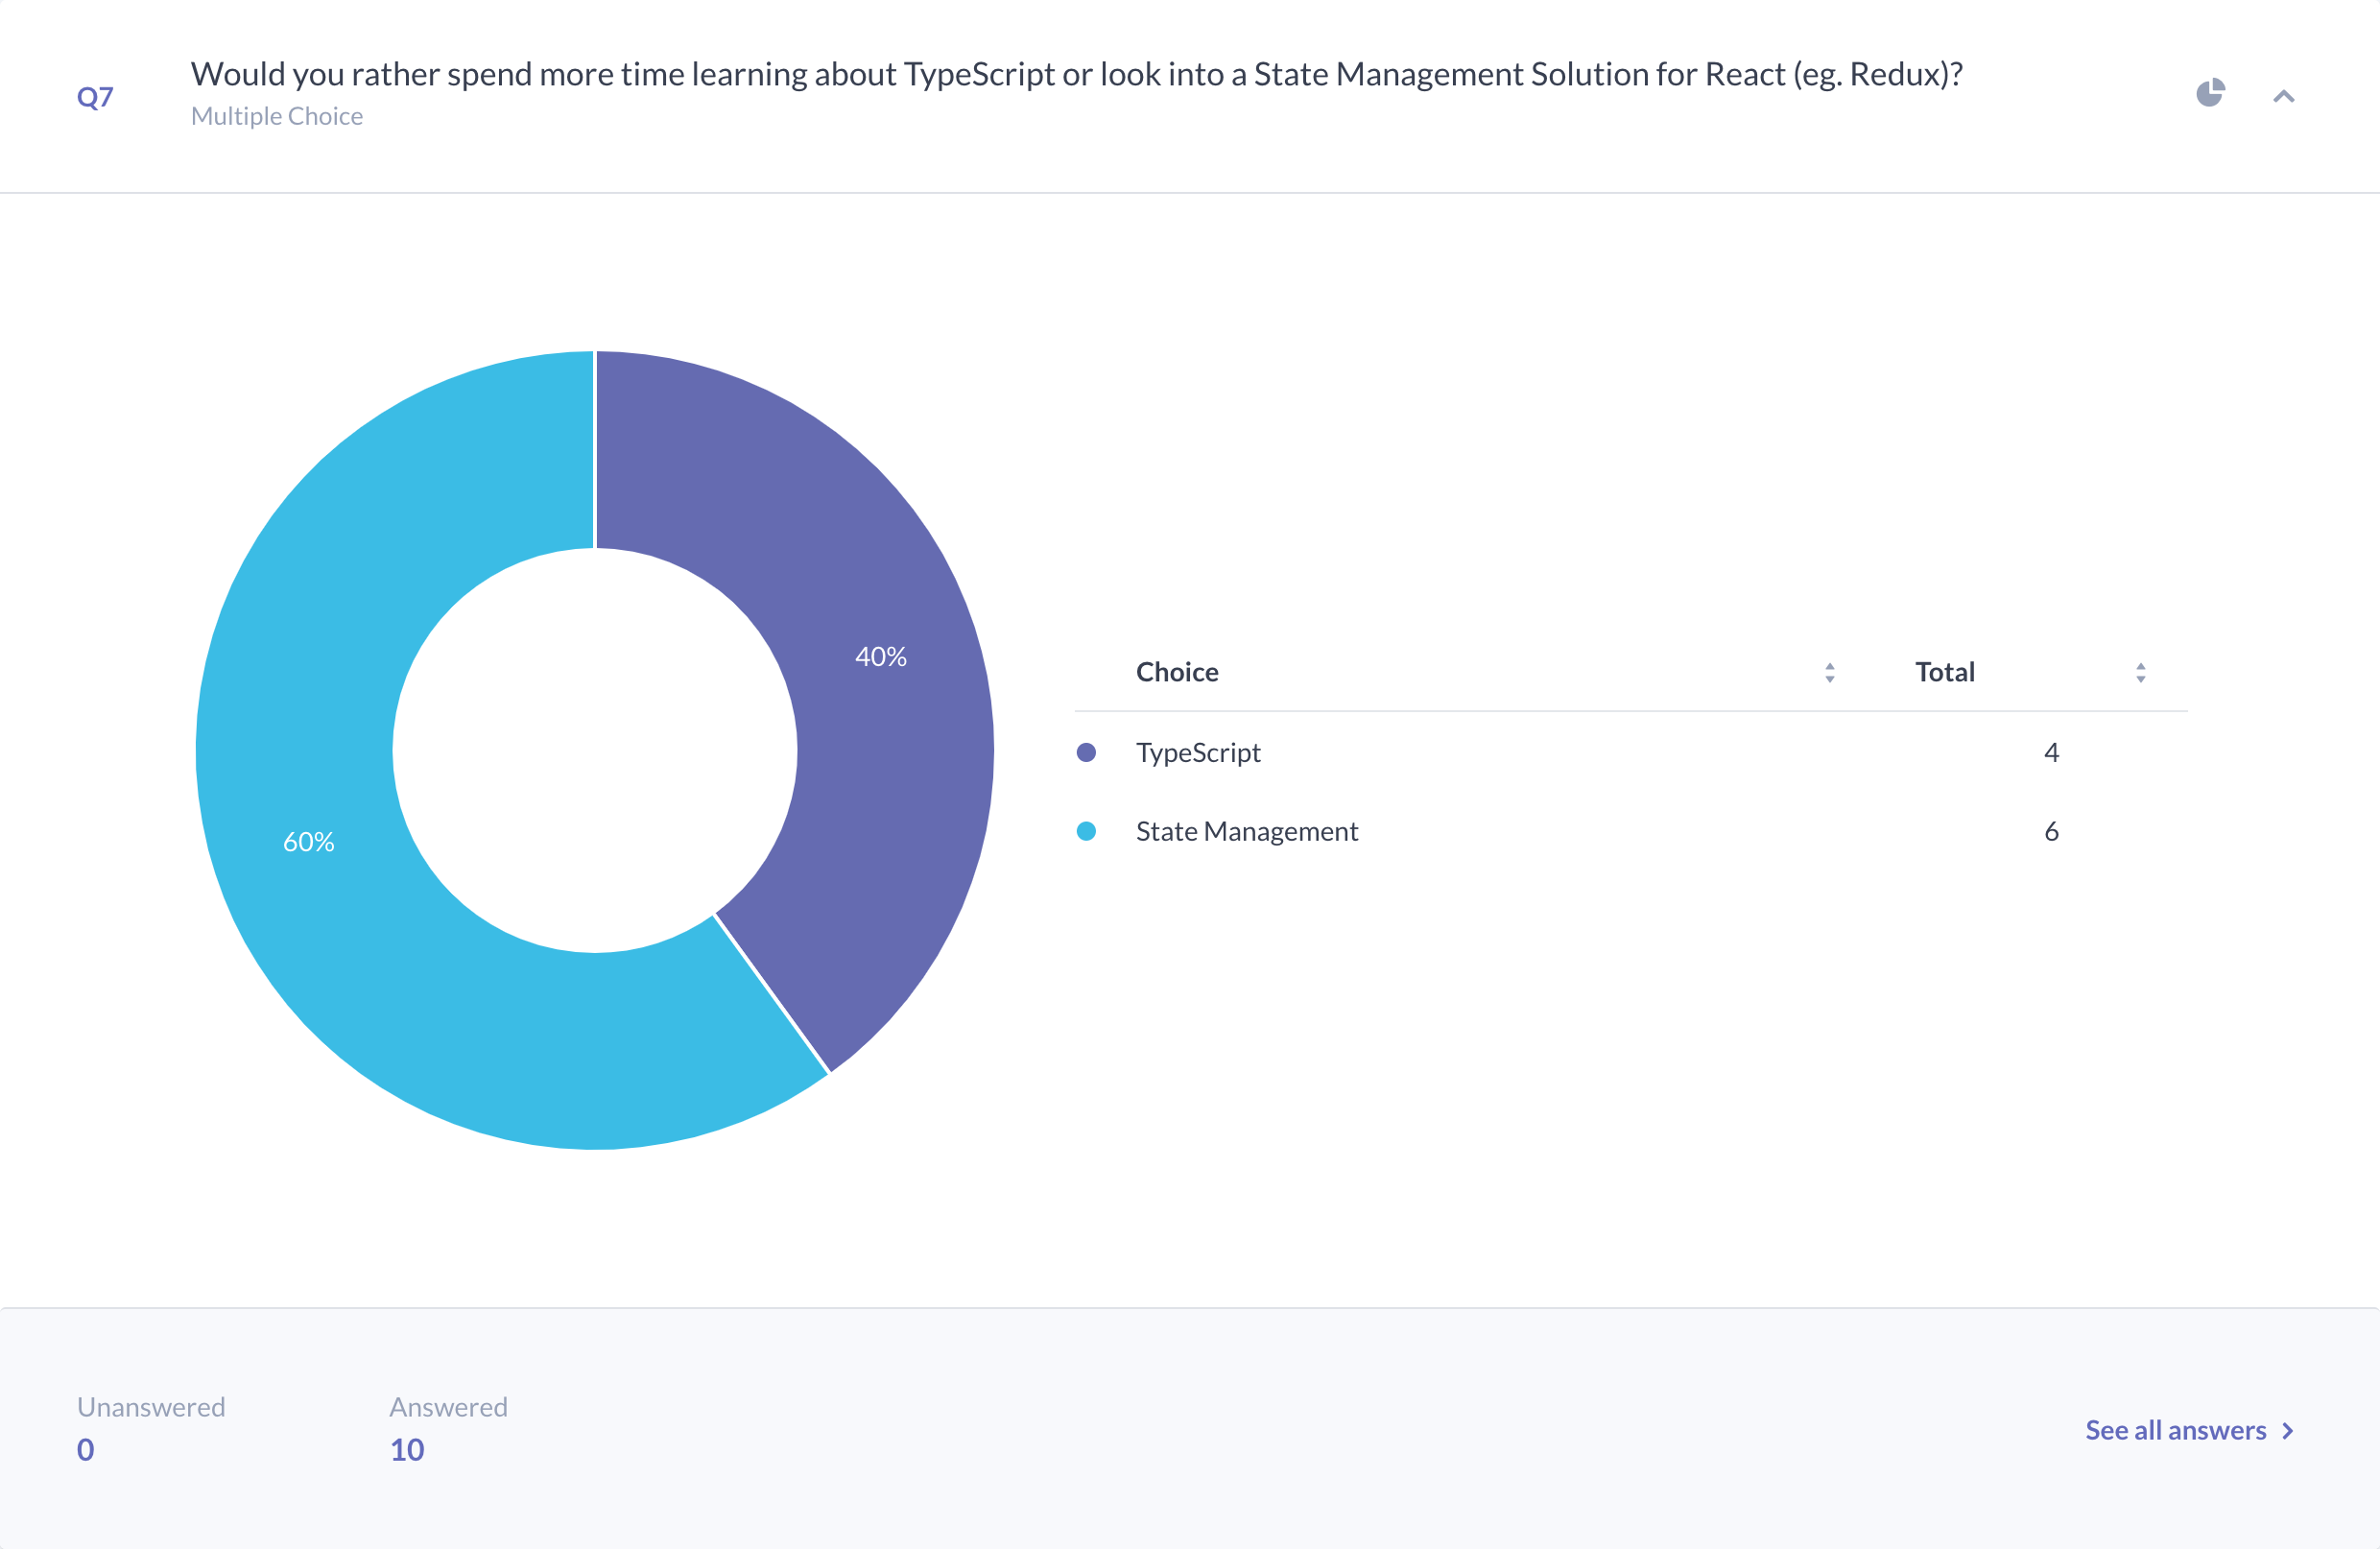 Q7
Would you rather spend more time learning about TypeScript or look into a State Management Solution for React (eg. Redux)?
Multiple Choice
40%
60%
Choice Total
TypeScript 4
State Management 6
Unanswered Answered
0 10
See all answers